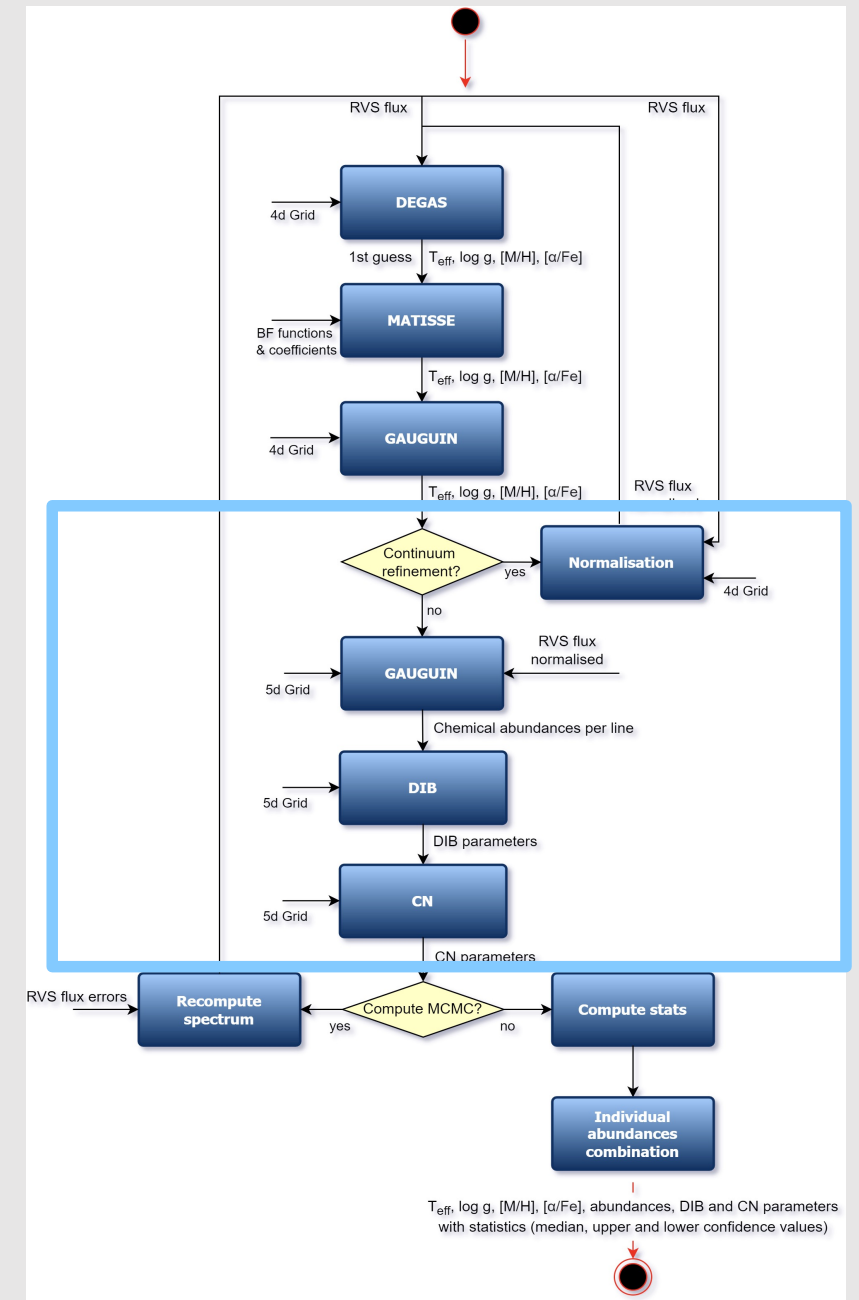 RVS flux
RVS flux
DEGAS
4d Grid
1st guess
Teff, log g, [M/H], [α/Fe]
MATISSE
BF functions
& coefficients
Teff, log g, [M/H], [α/Fe]
GAUGUIN
4d Grid
Teff, log g, [M/H], [α/Fe]
RVS flux
Continuum
refinement?
yes
Normalisation
4d Grid
no
RVS flux
normalised
GAUGUIN
5d Grid
Chemical abundances per line
DIB
5d Grid
DIB parameters
CN
5d Grid
CN parameters
RVS flux errors
Recompute
spectrum
yes
Compute MCMC?
no
Compute stats
Individual
abundances
combination
Teff, log g, [M/H], [α/Fe], abundances, DIB and CN parameters
with statistics (median, upper and lower confidence values)